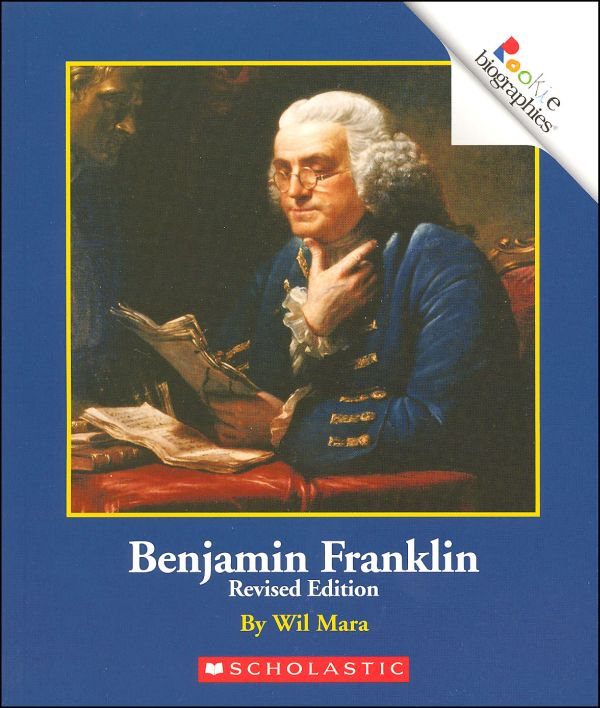 Rookie
biographies®
Benjamin Franklin
Revised Edition
By Wil Mara
SCHOLASTIC